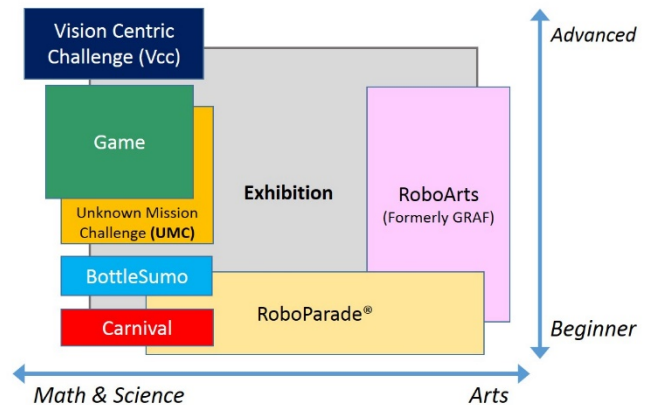 Vision Centric
Challenge (Vcc)
Advanced
Game
Exhibition
RoboArts
(Formerly GRAF)
Unknown Mission
Challenge (UMC)
BottleSumo
RoboParade®
Carnival
Beginner
Math & Science
Arts